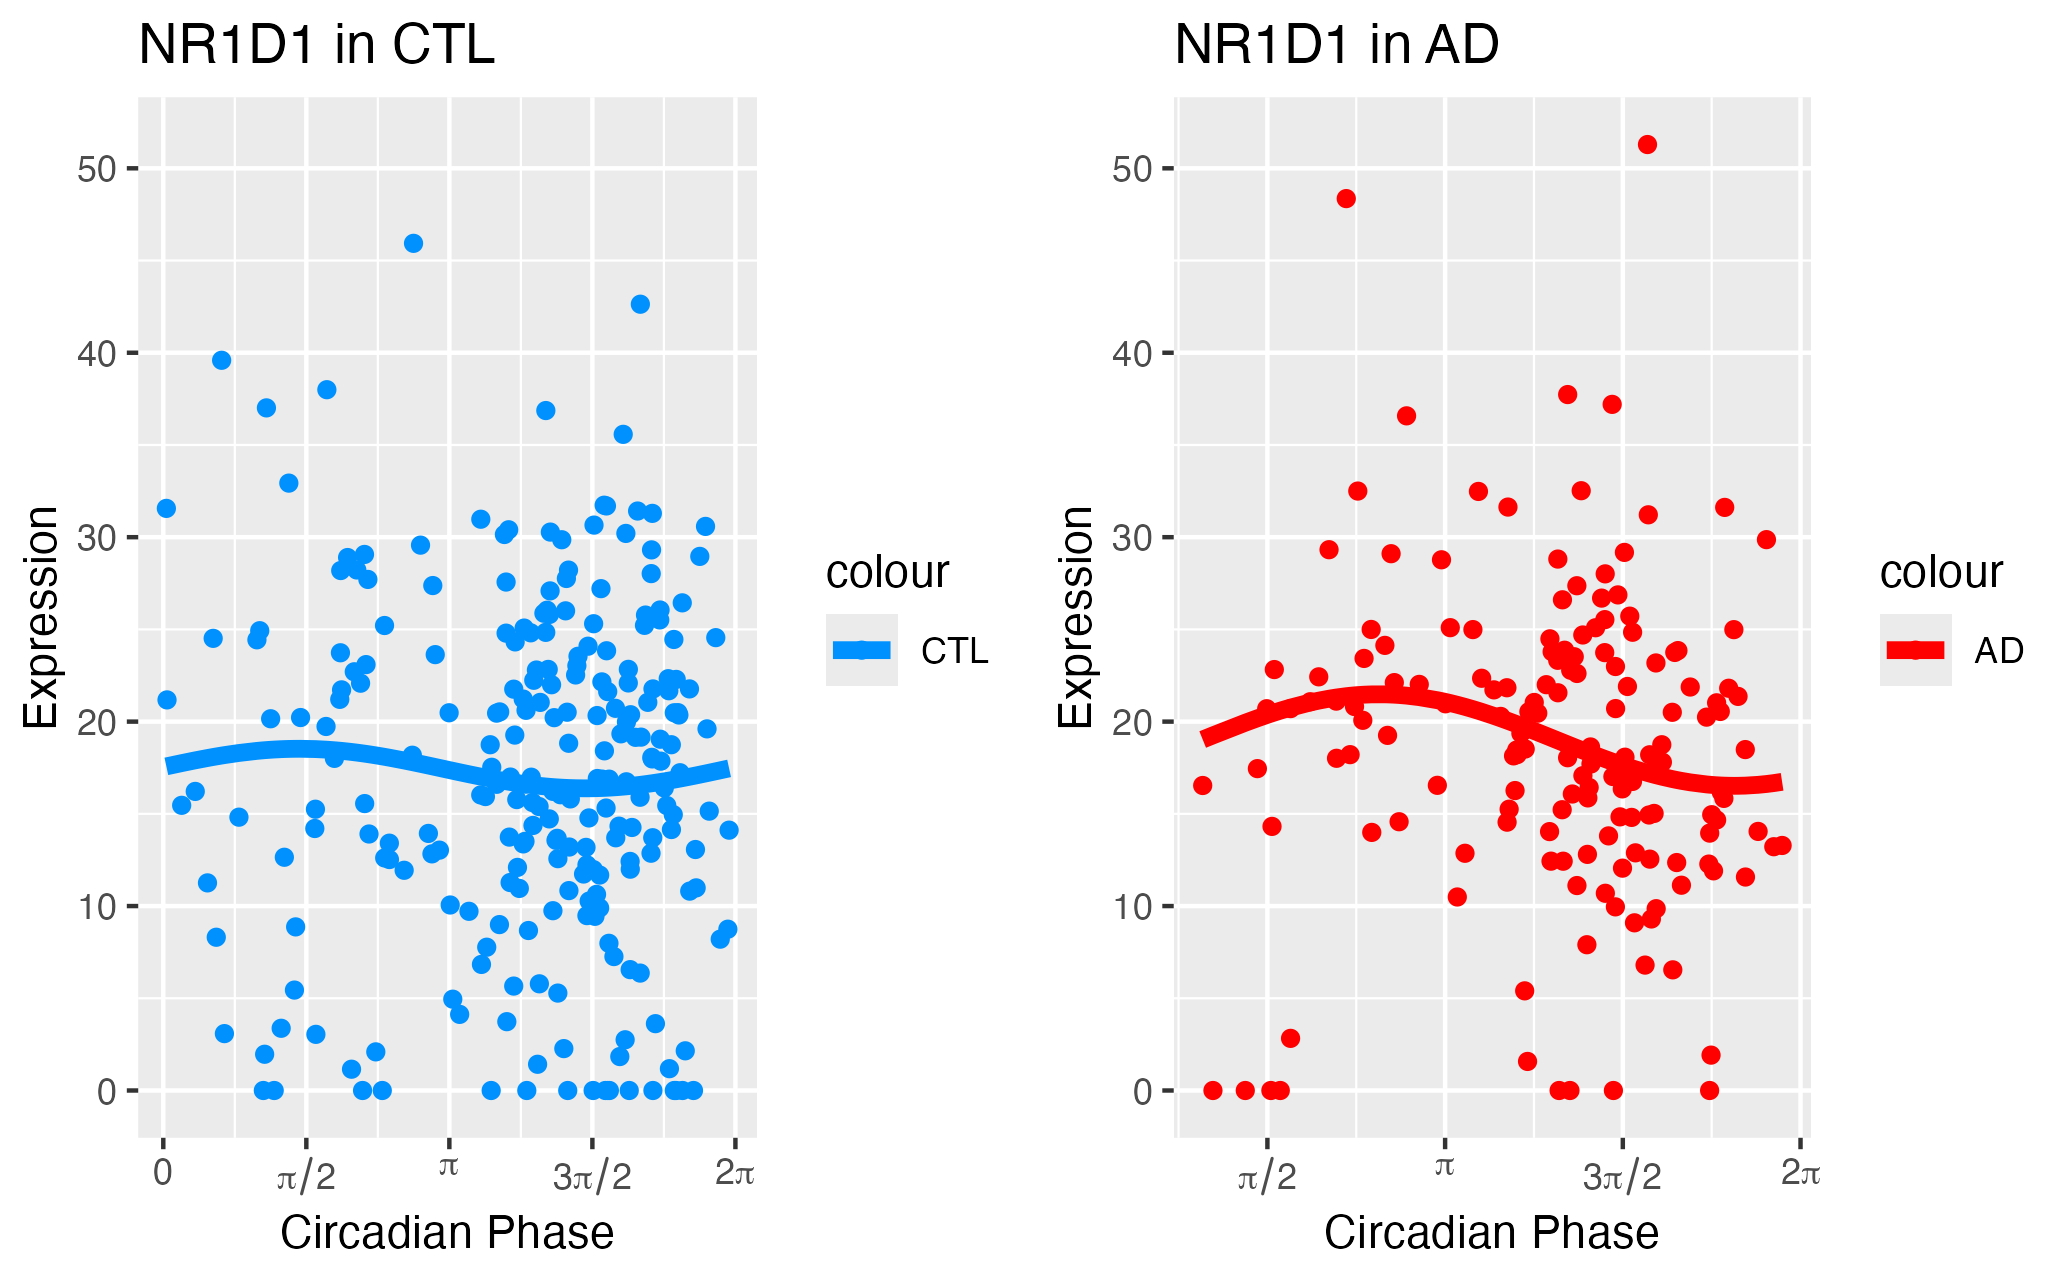 NR1D1 in CTL
50
40
30
20
10
0
Expression
0
π/2
π
3π/2
2π
Circadian Phase
colour
CTL
NR1D1 in AD
50
40
30
20
10
0
Expression
π/2
π
3π/2
2π
Circadian Phase
colour
AD